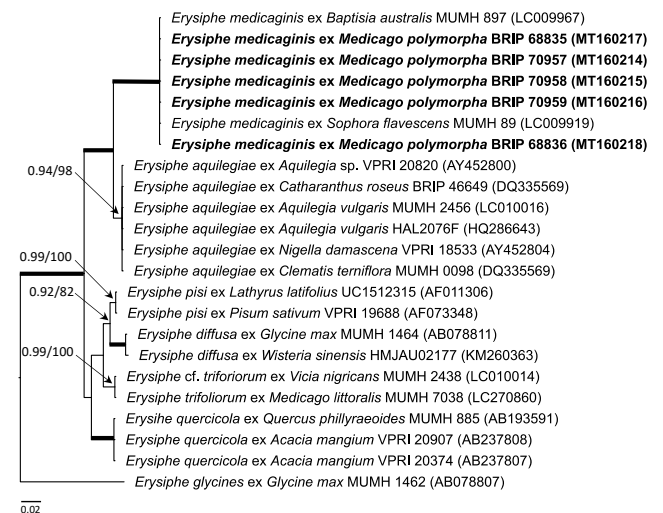 Erysiphe medicaginis ex Baptisia australis MUMH 897 (LC009967)
Erysiphe medicaginis ex Medicago polymorpha BRIP 68835 (MT160217)
Erysiphe medicaginis ex Medicago polymorpha BRIP 70957 (MT160214)
Erysiphe medicaginis ex Medicago polymorpha BRIP 70958 (MT160215)
Erysiphe medicaginis ex Medicago polymorpha BRIP 70959 (MT160216)
Erysiphe medicaginis ex Sophora flavescens MUMH 89 (LC009919)
Erysiphe medicaginis ex Medicago polymorpha BRIP 68836 (MT160218)
0.94/98
Erysiphe aquilegiae ex Aquilegia sp. VPRI 20820 (AY452800)
Erysiphe aquilegiae ex Catharanthus roseus BRIP 46649 (DQ335569)
Erysiphe aquilegiae ex Aquilegia vulgaris MUMH 2456 (LC010016)
Erysiphe aquilegiae ex Aquilegia vulgaris HAL2076F (HQ286643)
Erysiphe aquilegiae ex Nigella damascena VPRI 18533 (AY452804)
Erysiphe aquilegiae ex Clematis terniflora MUMH 0098 (DQ335569)
0.99/100
0.92/82
Erysiphe pisi ex Lathyrus latifolius UC1512315 (AF011306)
Erysiphe pisi ex Pisum sativum VPRI 19688 (AF073348)
Erysiphe diffusa ex Glycine max MUMH 1464 (AB078811)
Erysiphe diffusa ex Wisteria sinensis HMJAU02177 (KM260363)
0.99/100
Erysiphe cf. triforiorum ex Vicia nigricans MUMH 2438 (LC010014)
Erysiphe trifoliorum ex Medicago littoralis MUMH 7038 (LC270860)
Erysihe quercicola ex Quercus phillyraeoides MUMH 885 (AB193591)
Erysiphe quercicola ex Acacia mangium VPRI 20907 (AB237808)
Erysiphe quercicola ex Acacia mangium VPRI 20374 (AB237807)
Erysiphe glycines ex Glycine max MUMH 1462 (AB078807)
0.02